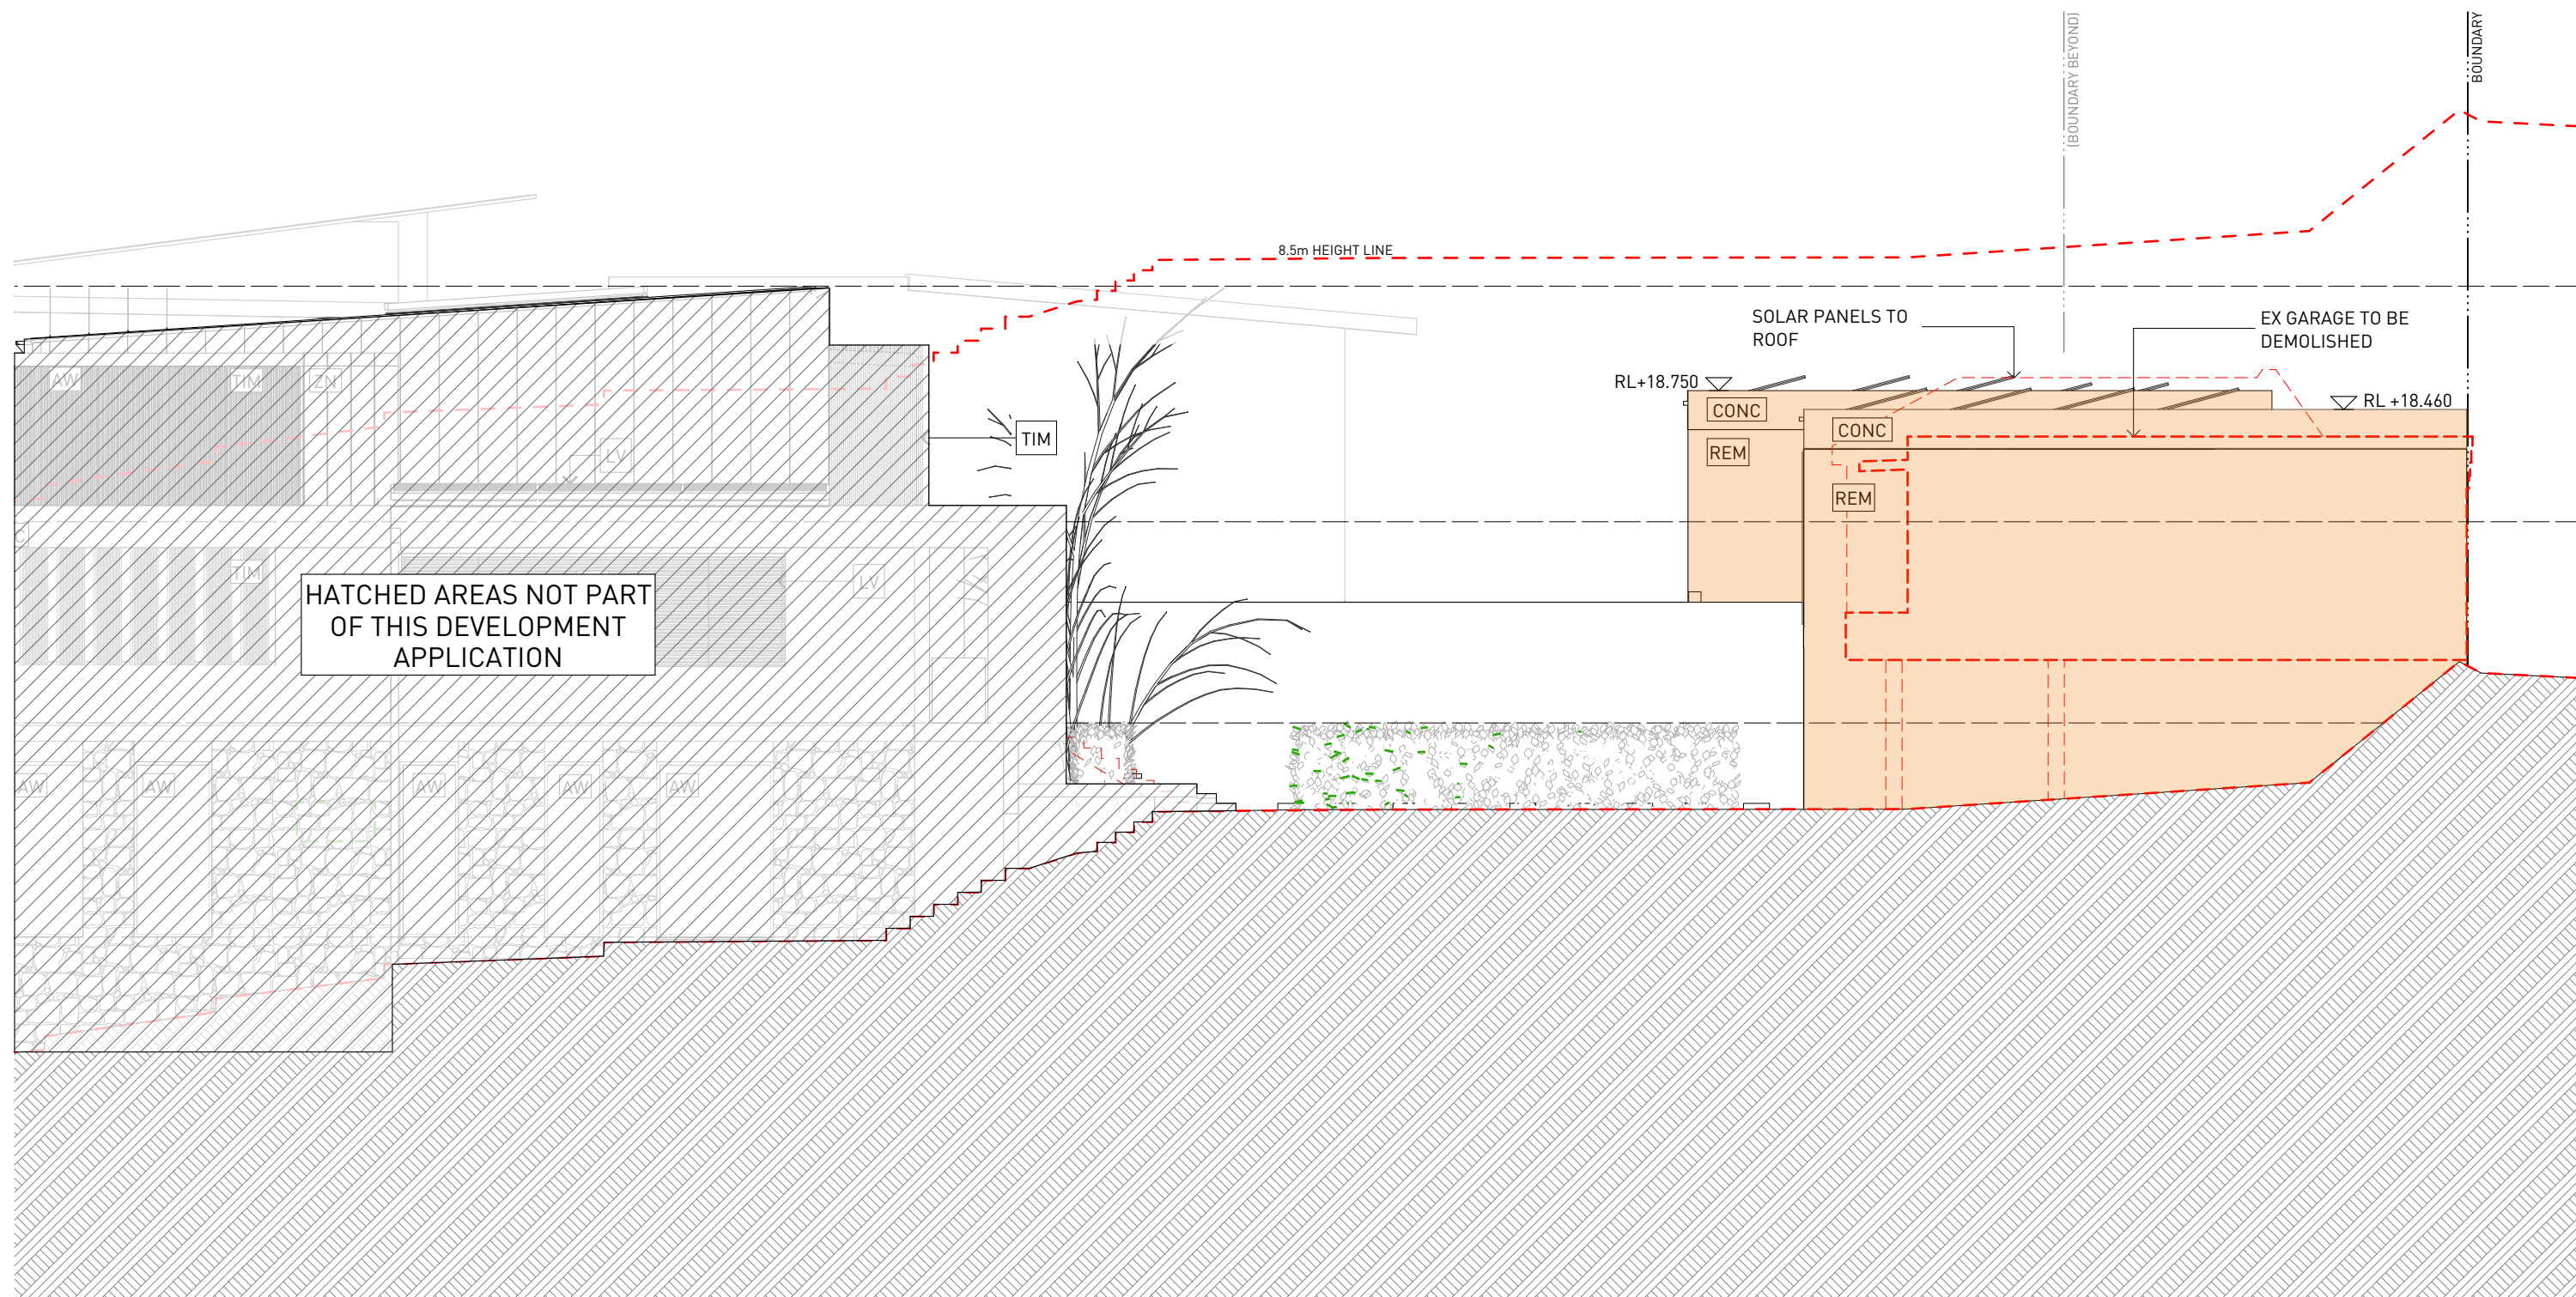 (BOUNDARY BEYOND)
BOUNDARY
8.5m HEIGHT LINE
SOLAR PANELS TO
ROOF
EX GARAGE TO BE
DEMOLISHED
RL+18.750
RL +18.460
CONC
CONC
REM
REM
AW
TIM
ZN
TIM
LV
C
TIM
LV
HATCHED AREAS NOT PART
OF THIS DEVELOPMENT
APPLICATION
AW
AW
AW
AW
AW